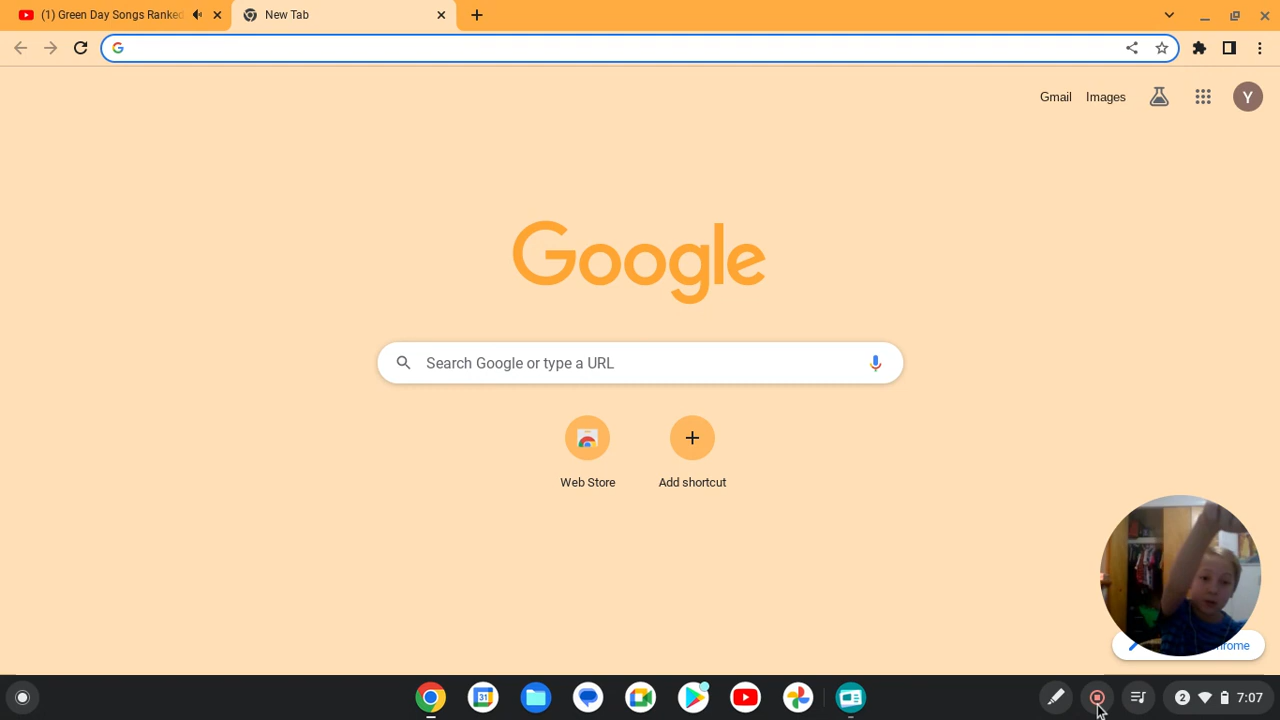 (1) Green Day Songs Ranked
New Tab
Gmail
Images
Y
Google
Search Google or type a URL
Web Store
Add shortcut
31
2
7:07